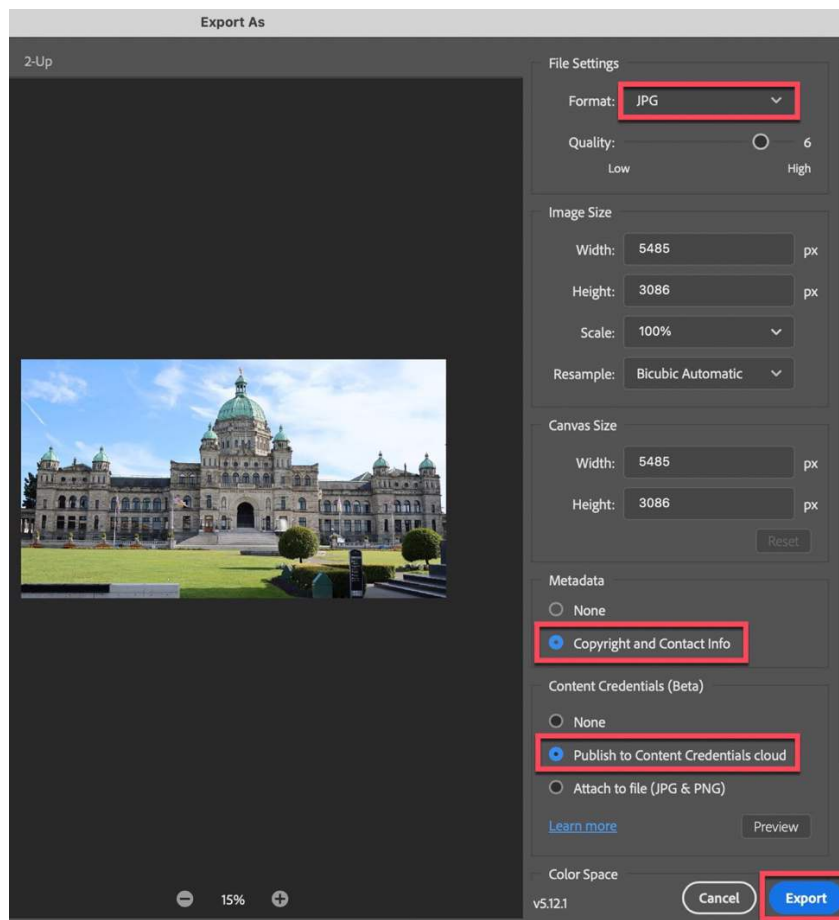 Export As
2-Up
File Settings
Format: JPG
Quality: 6
Low High
Image Size
Width: 5485 px
Height: 3086 px
Scale: 100%
Resample: Bicubic Automatic
Canvas Size
Width: 5485 px
Height: 3086 px
Reset
Metadata
None
Copyright and Contact Info
Content Credentials (Beta)
None
Publish to Content Credentials cloud
Attach to file (JPG & PNG)
Learn more Preview
Color Space
15% v5.12.1 Cancel Export